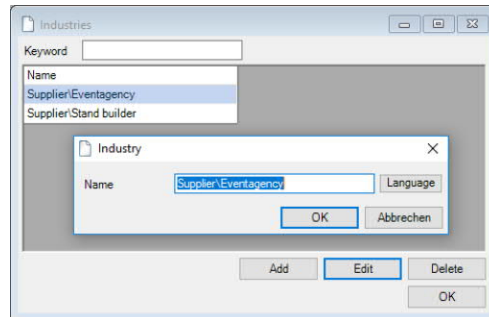 Industries
Keyword
Name
Supplier\Eventagency
Supplier\Stand builder
Industry
Name
Supplier\Eventagency
Language
OK
Abbrechen
Add
Edit
Delete
OK